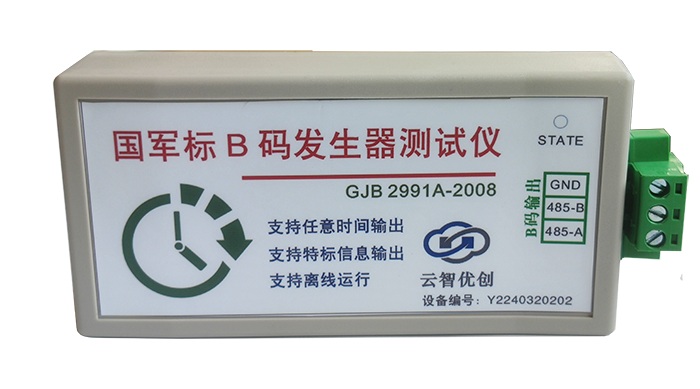 国军标B码发生器测试仪
GJB 2991A-2008
支持任意时间输出
支持特标信息输出
支持离线运行
云智优创
设备编号: Y2240320202
STATE
B码输出
GND
485-B
485-A